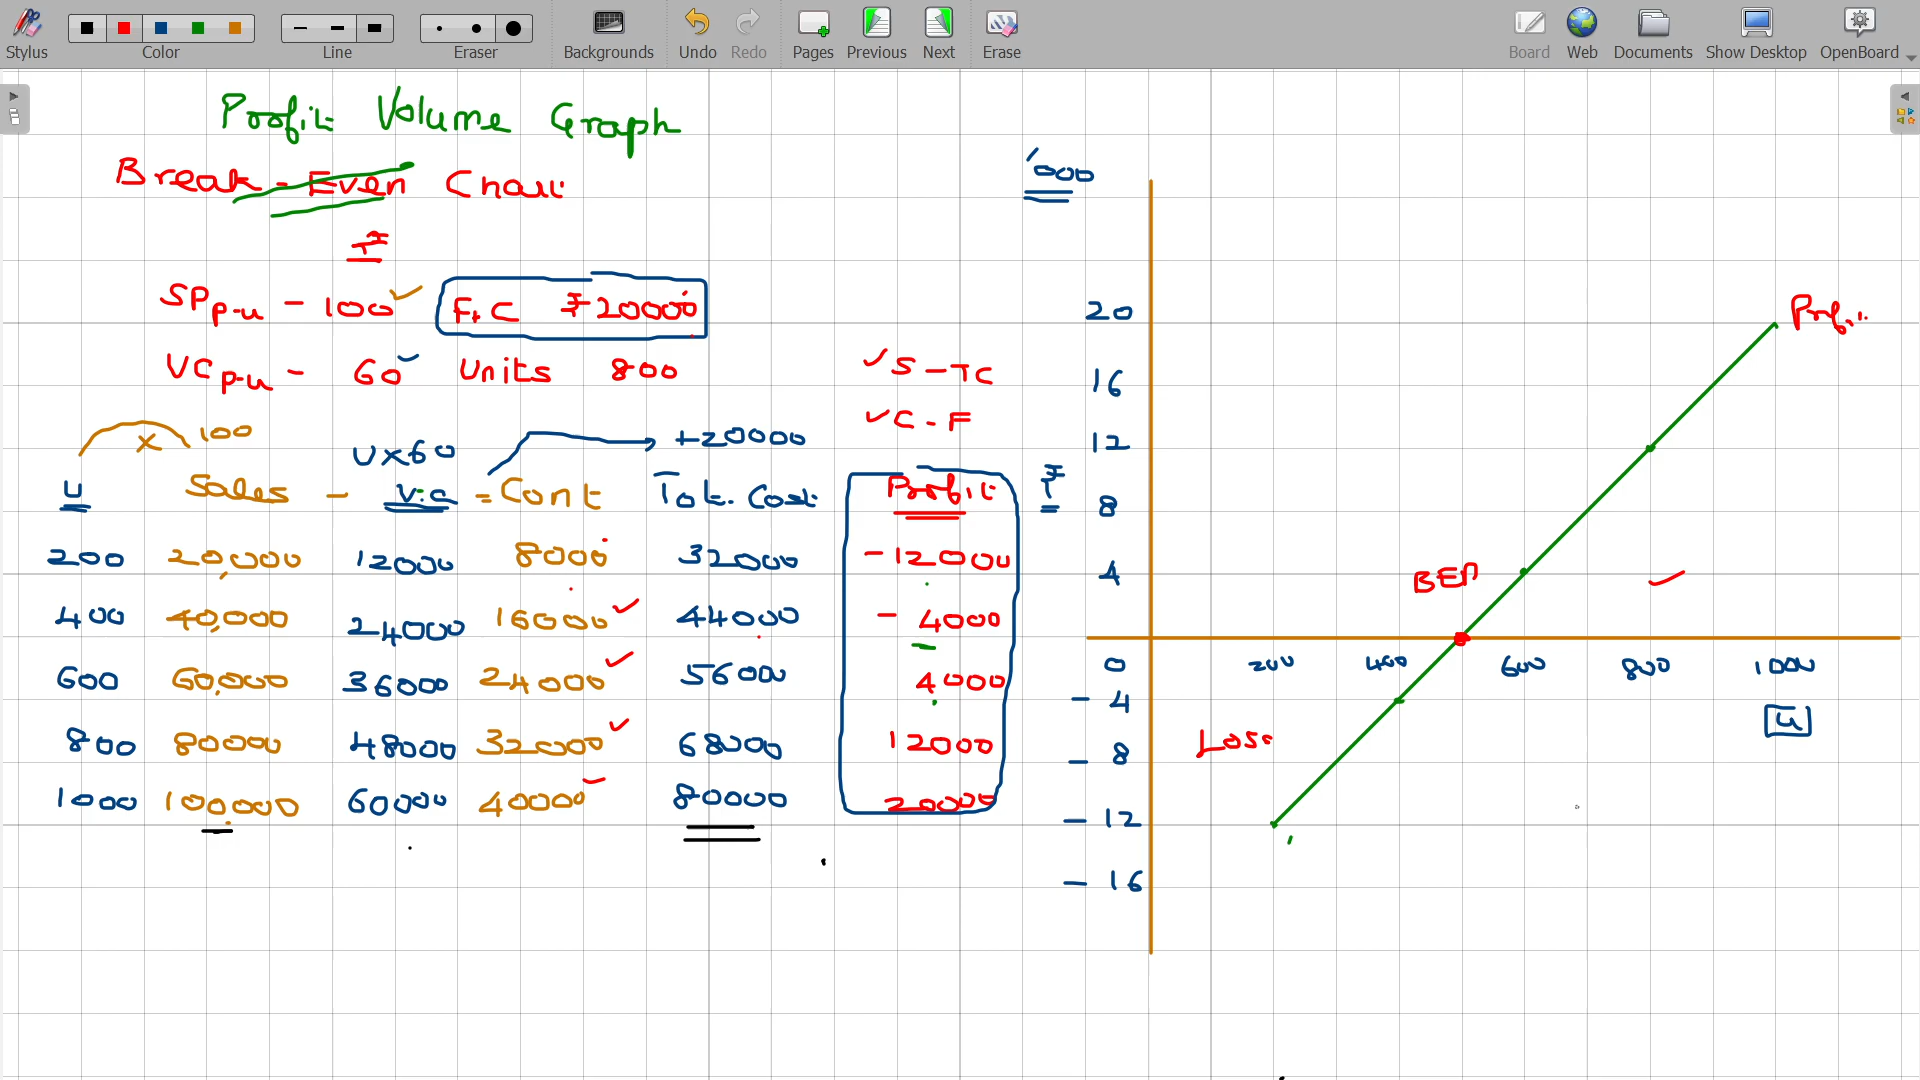 Stylus Color Line Eraser Backgrounds Undo Redo Pages Previous Next Erase Board Web Documents Show Desktop OpenBoard
Profit Volume Graph
Break-Even Chart
₹
SPp-u - 100 F.C ₹20000
VCp-u - 60 Units 800
✓S - TC
✓C - F
x 100 Ux60 +20000
U Sales - V.C = Cont Tot. Cost Profit
200 20,000 12000 8000 32000 -12000
400 40,000 24000 16000 44000 - 4000
600 60,000 36000 24000 56000 4000
800 80000 48000 32000 68000 12000
1000 100,000 60000 40000 80000 20000
'000
₹
20
16
12
8
4
0 200 400 600 800 1000
- 4
- 8
- 12
- 16
U
Profit
BEP
Loss